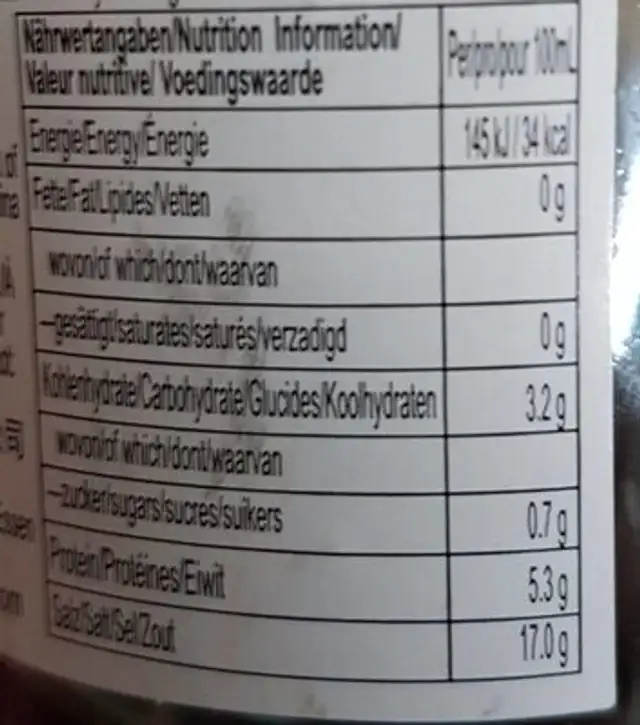 Nährwertangaben/Nutrition Information/
Valeur nutritive/ Voedingswaarde
Per/pro/pour 100mL
Energie/Energy/Énergie 145 kJ / 34 kcal
Fette/Fat/Lipides/Vetten 0 g
wovon/of which/dont/waarvan
—gesättigt/saturates/saturés/verzadigd 0 g
Kohlenhydrate/Carbohydrate/Glucides/Koolhydraten 3.2 g
wovon/of which/dont/waarvan
—zucker/sugars/sucres/suikers 0.7 g
Protein/Protéines/Eiwit 5.3 g
Salz/Salt/Sel/Zout 17.0 g
of
ina
司